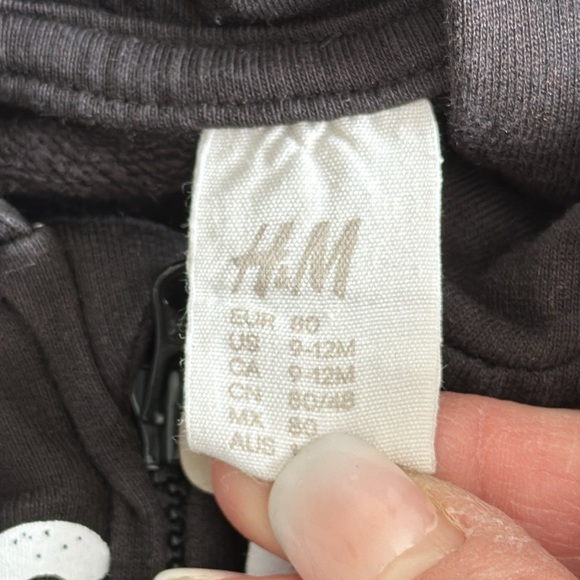 H&M
EUR 80
US 9-12M
CA 9-12M
CN 80/48
MX 80
AUS